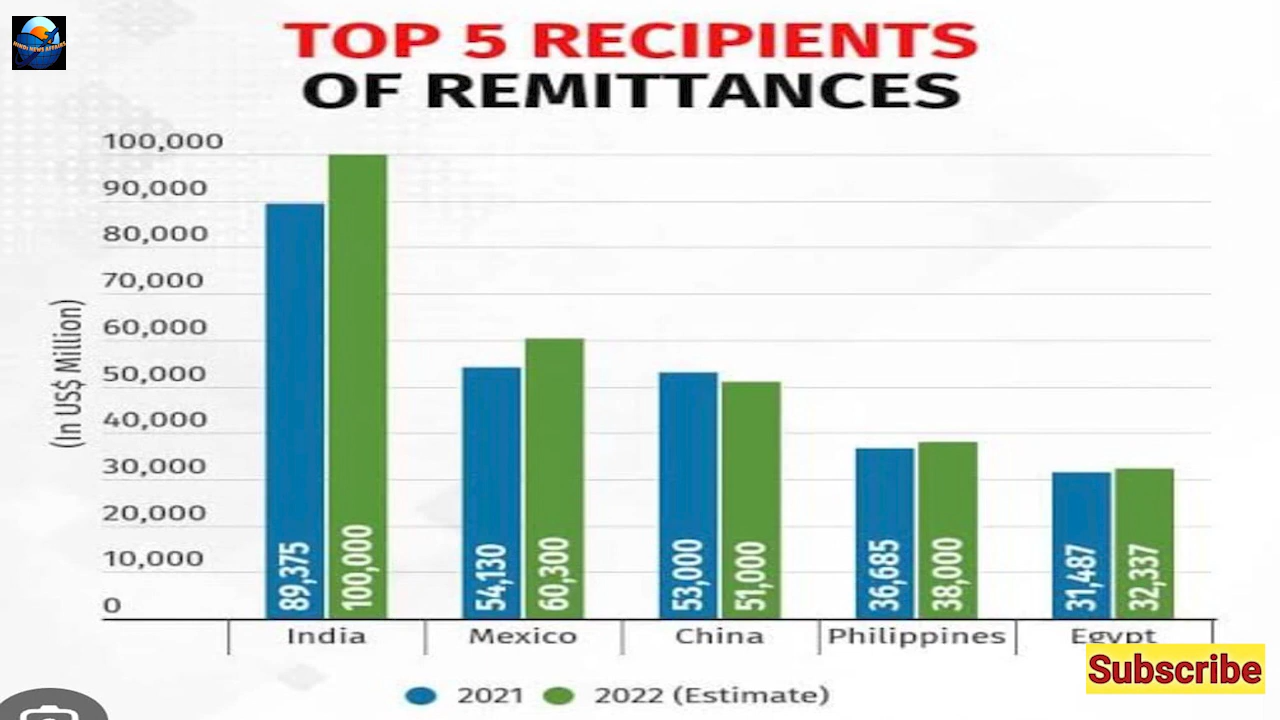 HINDI NEWS AFFAIRS
TOP 5 RECIPIENTS
OF REMITTANCES
(In US$ Million)
100,000
90,000
80,000
70,000
60,000
50,000
40,000
30,000
20,000
10,000
0
89,375
100,000
54,130
60,300
53,000
51,000
36,685
38,000
31,487
32,337
India
Mexico
China
Philippines
Egypt
2021
2022 (Estimate)
Subscribe